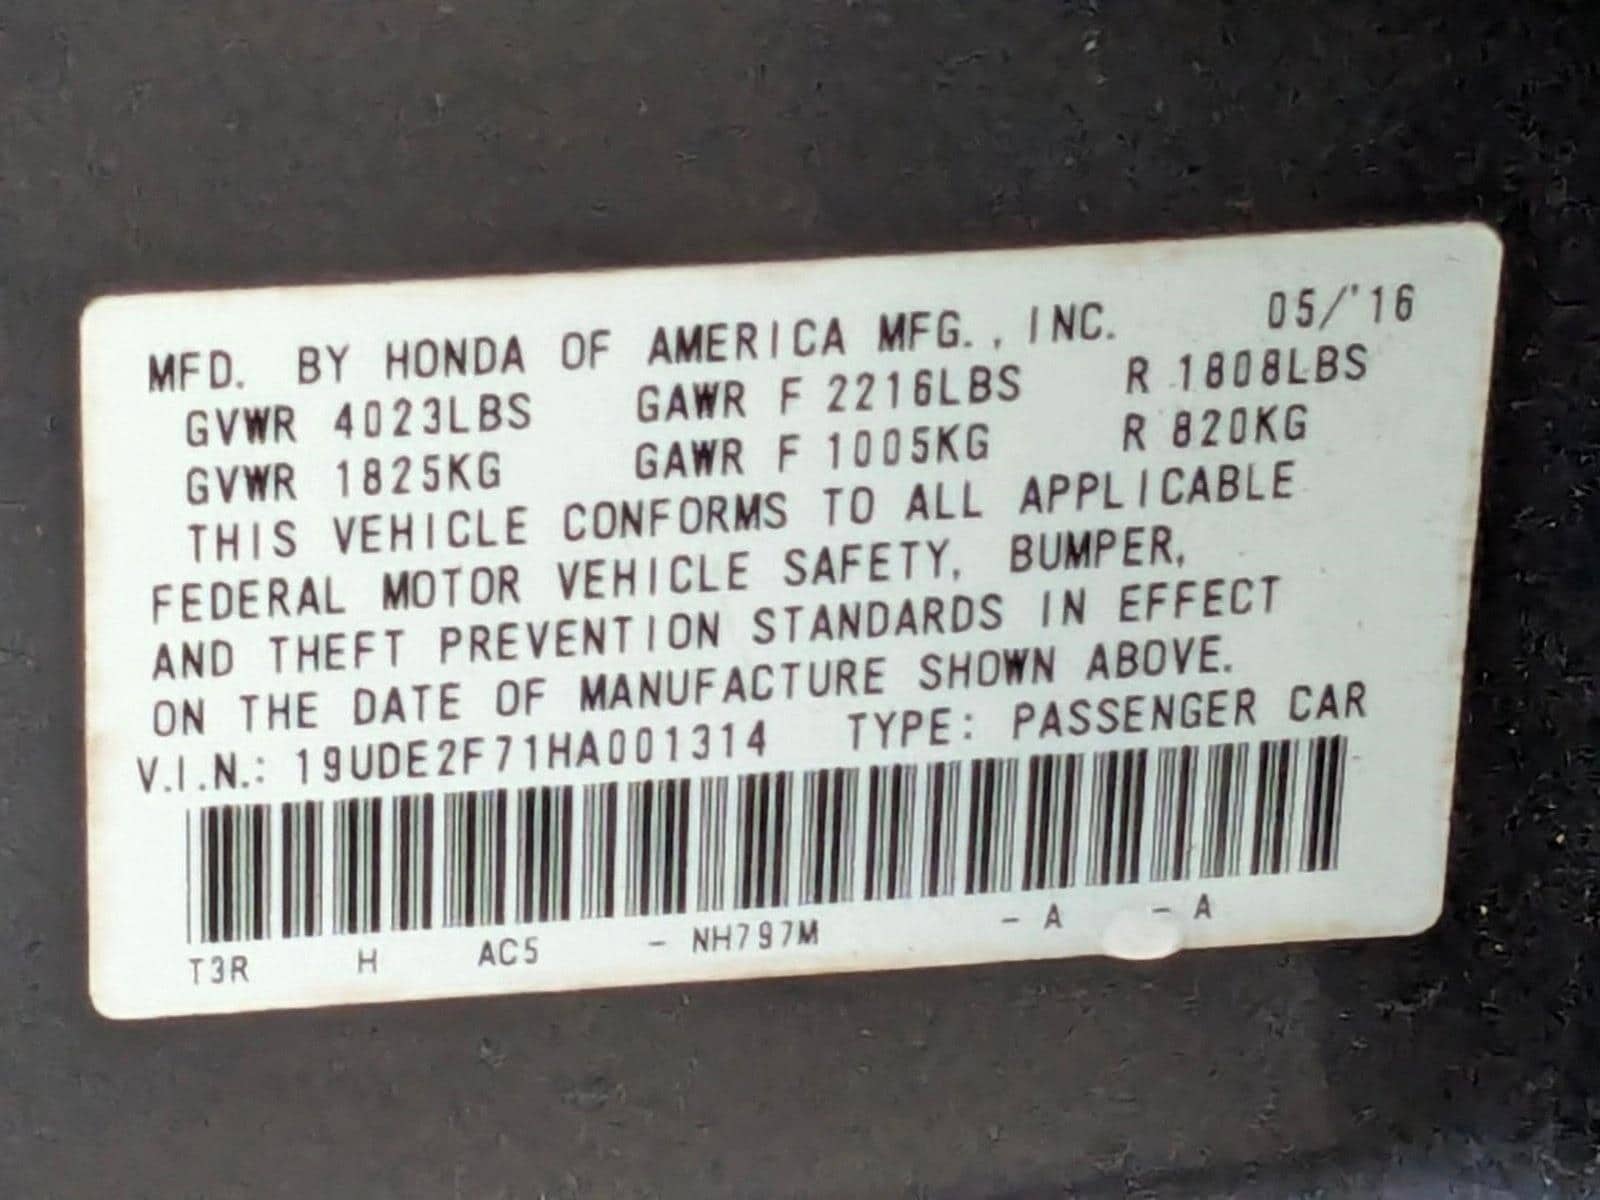 MFD. BY HONDA OF AMERICA MFG., INC. 05/'16
GVWR 4023LBS GAWR F 2216LBS R 1808LBS
GVWR 1825KG GAWR F 1005KG R 820KG
THIS VEHICLE CONFORMS TO ALL APPLICABLE
FEDERAL MOTOR VEHICLE SAFETY, BUMPER,
AND THEFT PREVENTION STANDARDS IN EFFECT
ON THE DATE OF MANUFACTURE SHOWN ABOVE.
V.I.N.: 19UDE2F71HA001314 TYPE: PASSENGER CAR
T3R H AC5 - NH797M - A - A